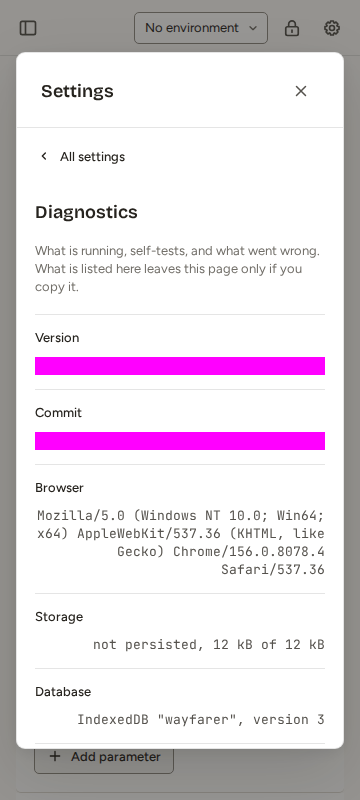 No environment
Settings
All settings
Diagnostics
What is running, self-tests, and what went wrong.
What is listed here leaves this page only if you
copy it.
Version
Commit
Browser
Mozilla/5.0 (Windows NT 10.0; Win64;
x64) AppleWebKit/537.36 (KHTML, like
Gecko) Chrome/156.0.8078.4
Safari/537.36
Storage
not persisted, 12 kB of 12 kB
Database
IndexedDB "wayfarer", version 3
Add parameter